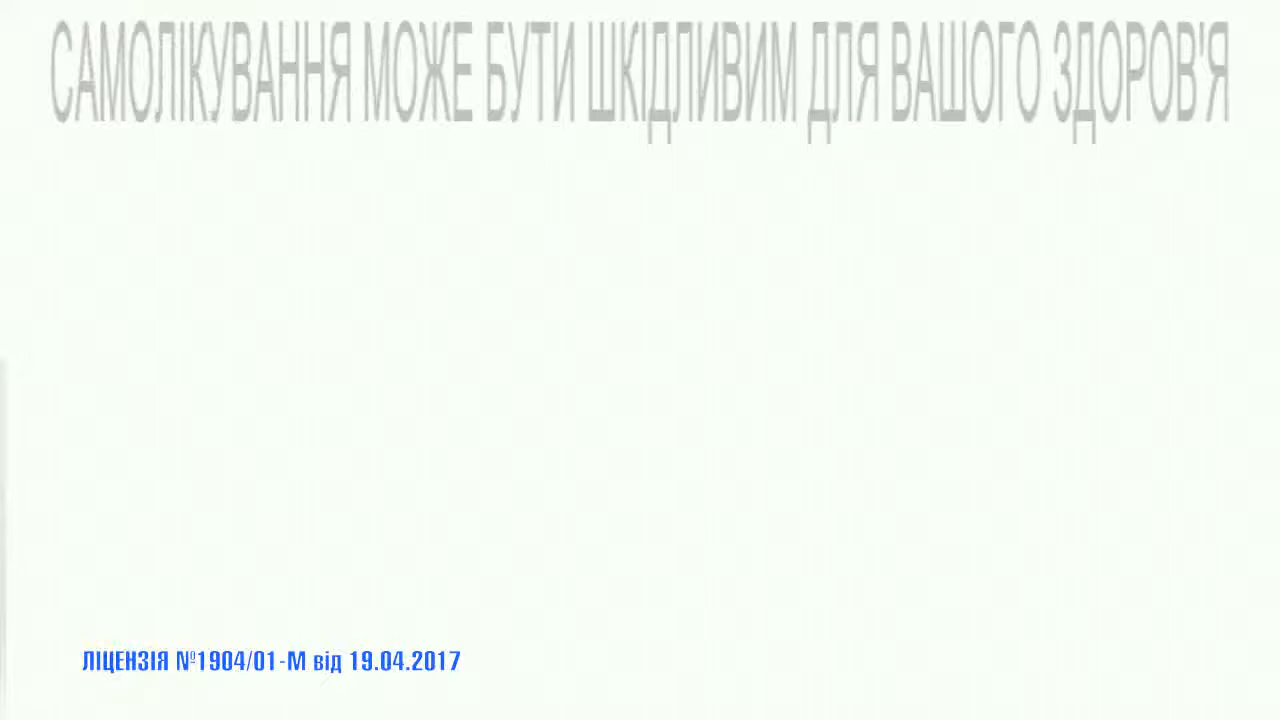 САМОЛІКУВАННЯ МОЖЕ БУТИ ШКІДЛИВИМ ДЛЯ ВАШОГО ЗДОРОВ'Я
ЛІЦЕНЗІЯ №1904/01-М від 19.04.2017